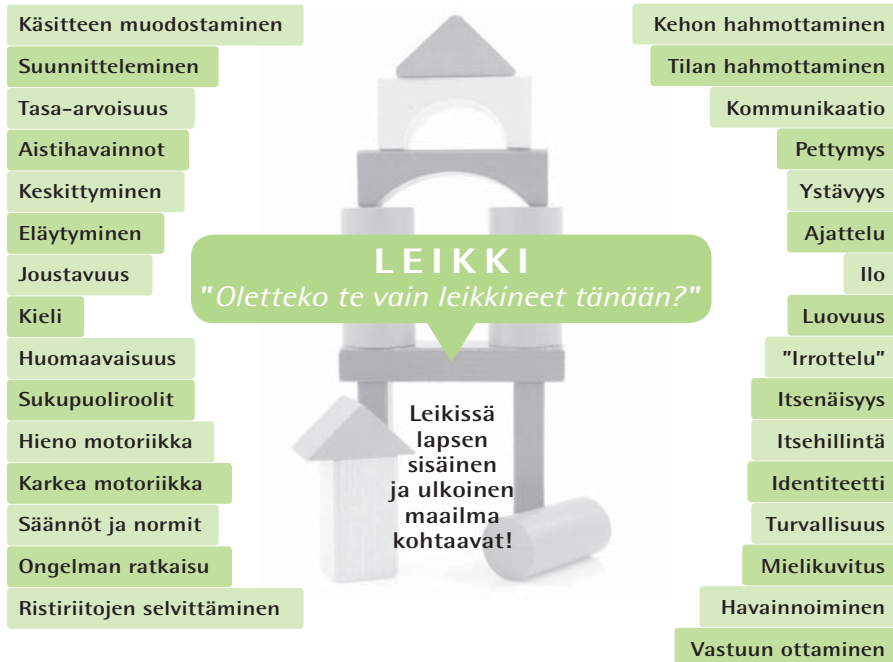 Käsitteen muodostaminen
Suunnitteleminen
Tasa-arvoisuus
Aistihavainnot
Keskittyminen
Eläytyminen
Joustavuus
Kieli
Huomaavaisuus
Sukupuoliroolit
Hieno motoriikka
Karkea motoriikka
Säännöt ja normit
Ongelman ratkaisu
Ristiriitojen selvittäminen
LEIKKI
"Oletteko te vain leikkineet tänään?"
Leikissä
lapsen
sisäinen
ja ulkoinen
maailma
kohtaavat!
Kehon hahmottaminen
Tilan hahmottaminen
Kommunikaatio
Pettymys
Ystävyys
Ajattelu
Ilo
Luovuus
"Irrottelu"
Itsenäisyys
Itsehillintä
Identiteetti
Turvallisuus
Mielikuvitus
Havainnoiminen
Vastuun ottaminen